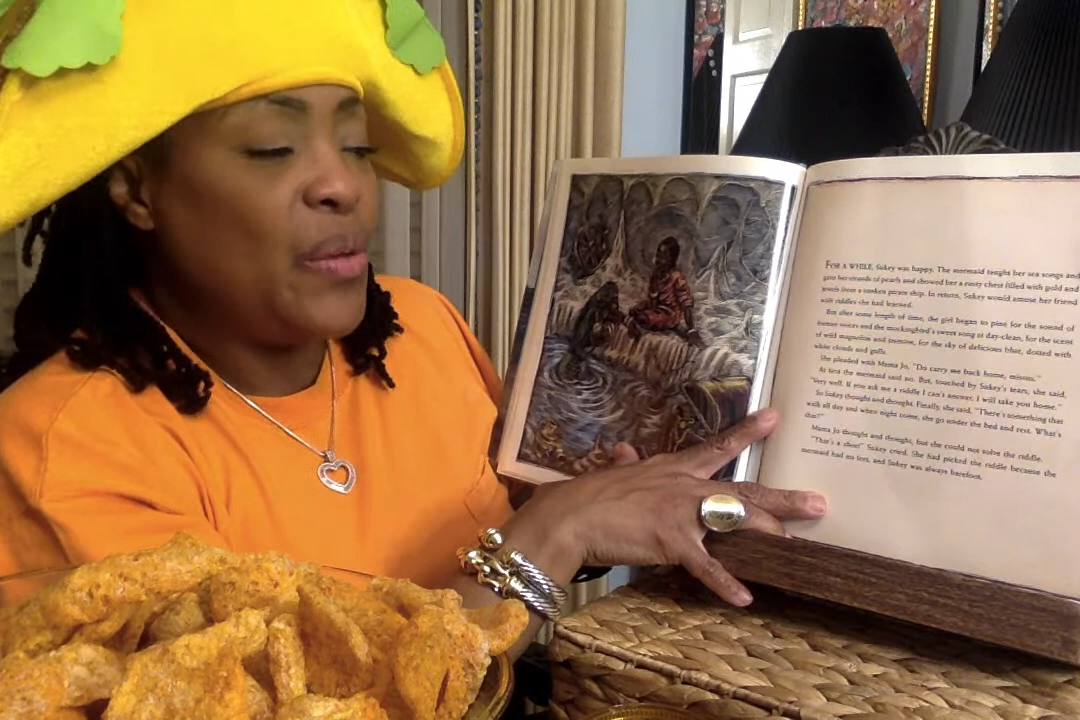 FOR A WHILE, Sukey was happy. The mermaid taught her sea songs and
gave her strands of pearls and showed her a rusty chest filled with gold and
jewels from a sunken pirate ship. In return, Sukey would amuse her friend
with riddles she had learned.
But after some length of time, the girl began to pine for the sound of
human voices and the mockingbird's sweet song at day-clean, for the scent
of wild magnolias and jasmine, for the sky of delicious blue, dotted with
white clouds and gulls.
She pleaded with Mama Jo, "Do carry me back home, missus."
At first the mermaid said no. But, touched by Sukey's tears, she said,
"Very well. If you ask me a riddle I can't answer, I will take you home."
So Sukey thought and thought. Finally, she said, "There's something that
walk all day and when night come, she go under the bed and rest. What's
that?"
Mama Jo thought and thought, but she could not solve the riddle.
"That's a shoe!" Sukey cried. She had picked the riddle because the
mermaid had no feet, and Sukey was always barefoot.